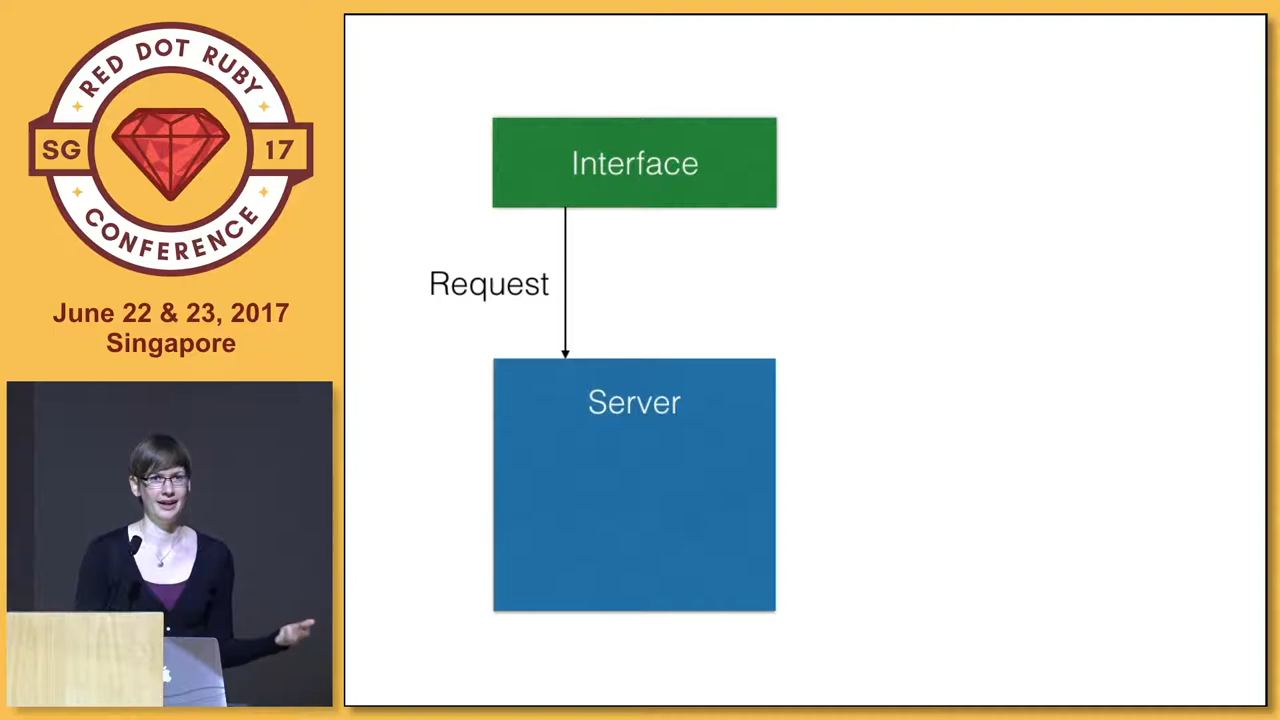 RED DOT RUBY
SG 17
CONFERENCE
June 22 & 23, 2017
Singapore
Interface
Request
Server